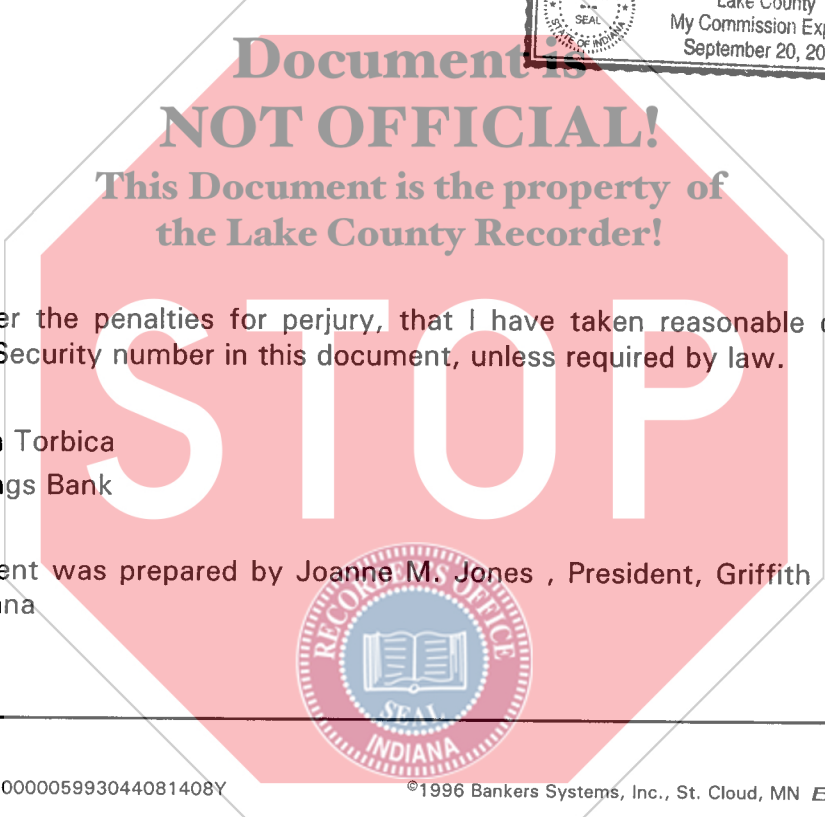 Lake County
SEAL
My Commission Exp
STATE OF INDIANA
September 20, 20
Document is
NOT OFFICIAL!
This Document is the property of
the Lake County Recorder!
STOP
er the penalties for perjury, that I have taken reasonable c
Security number in this document, unless required by law.
Torbica
ngs Bank
ent was prepared by Joanne M. Jones , President, Griffith
ana
RECORDER'S OFFICE
SEAL
INDIANA
0000005993044081408Y
©1996 Bankers Systems, Inc., St. Cloud, MN E